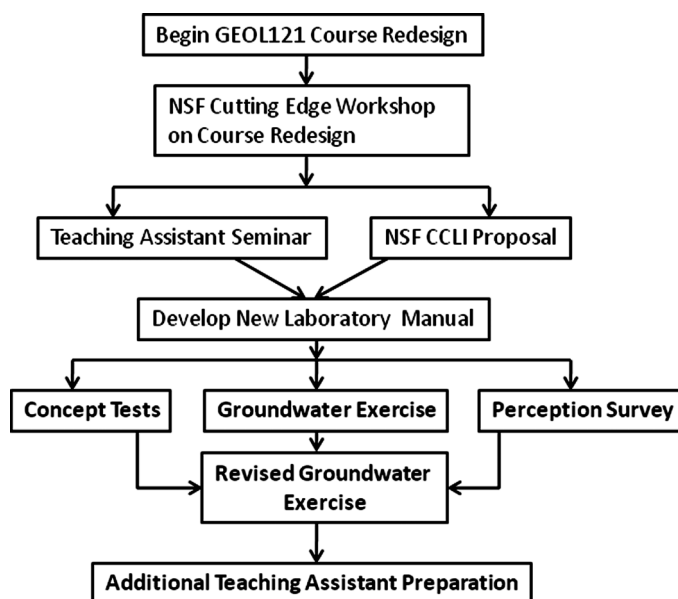 Begin GEOL121 Course Redesign
NSF Cutting Edge Workshop
on Course Redesign
Teaching Assistant Seminar
NSF CCLI Proposal
Develop New Laboratory Manual
Concept Tests
Groundwater Exercise
Perception Survey
Revised Groundwater
Exercise
Additional Teaching Assistant Preparation